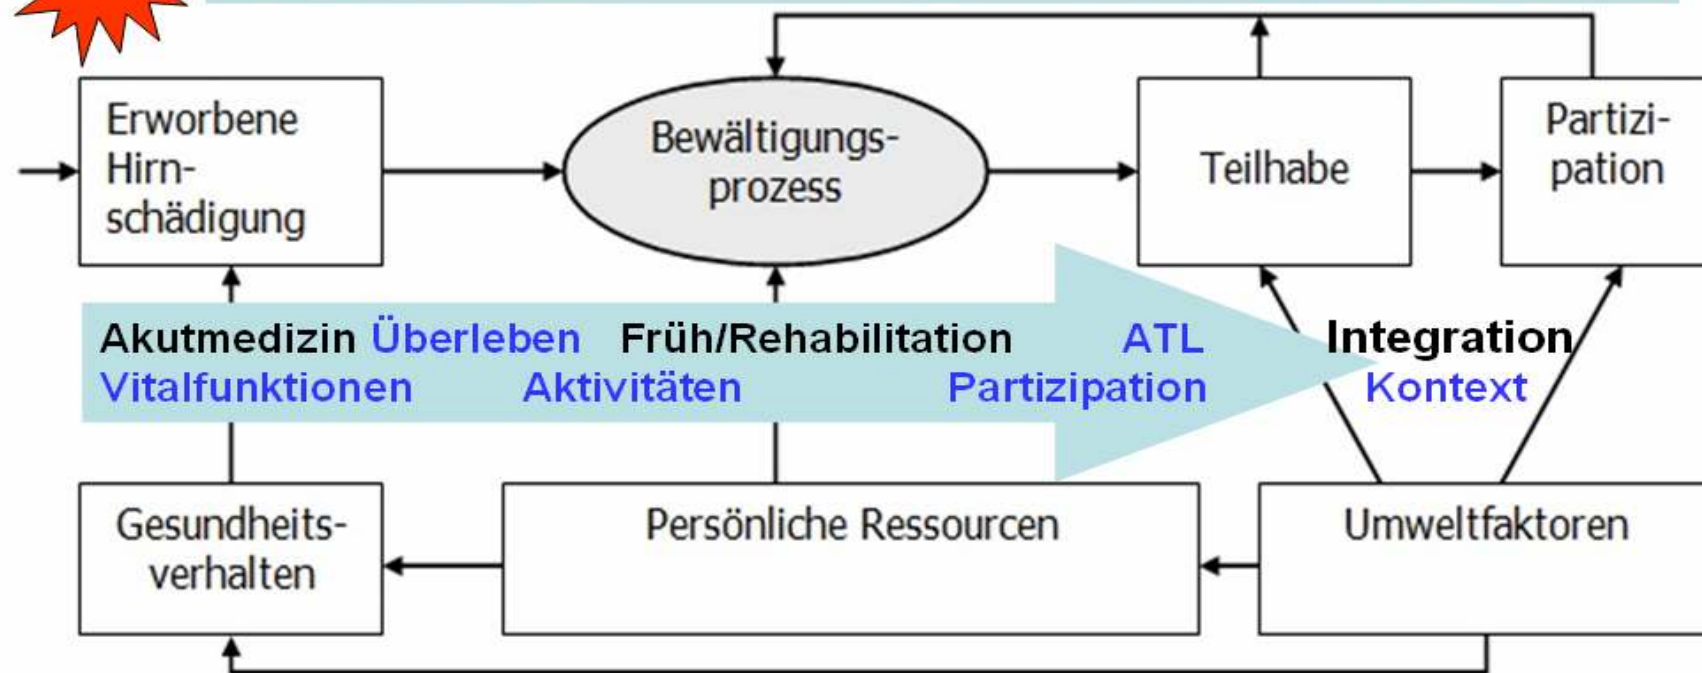 Erworbene
Hirn-
schädigung
Bewältigungs-
prozess
Teilhabe
Partizi-
pation
Akutmedizin Überleben Früh/Rehabilitation ATL Integration
Vitalfunktionen Aktivitäten Partizipation Kontext
Gesundheits-
verhalten
Persönliche Ressourcen
Umweltfaktoren